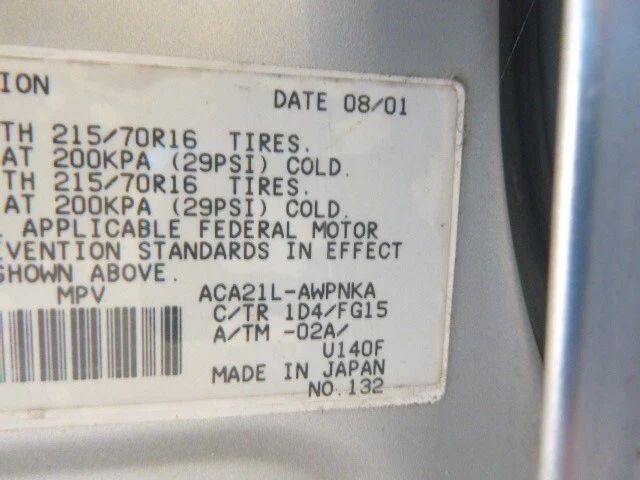 ION
DATE 08/01
TH 215/70R16 TIRES.
AT 200KPA (29PSI) COLD.
TH 215/70R16 TIRES.
AT 200KPA (29PSI) COLD.
APPLICABLE FEDERAL MOTOR
EVENTION STANDARDS IN EFFECT
SHOWN ABOVE.
MPV ACA21L-AWPNKA
C/TR 1D4/FG15
A/TM -02A/
U140F
MADE IN JAPAN
NO.132